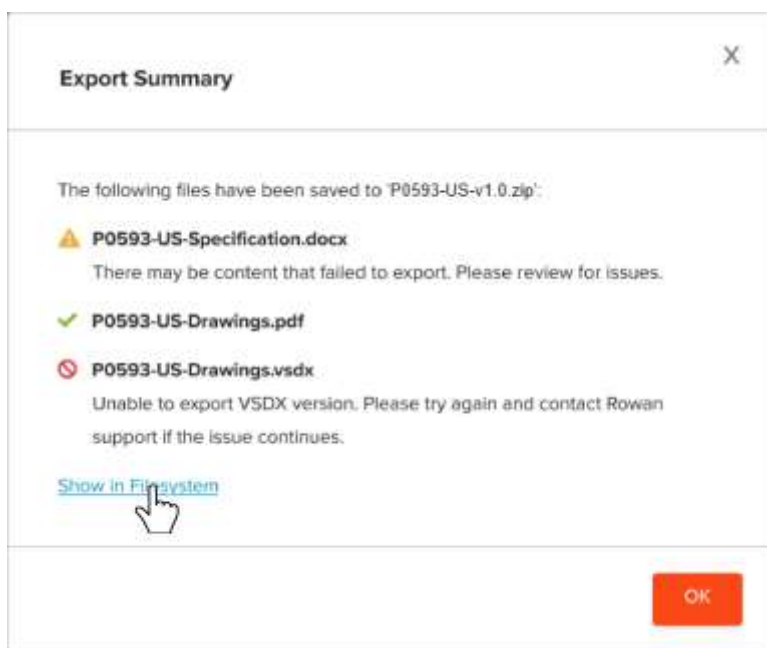 Export Summary
X
The following files have been saved to 'P0593-US-v1.0.zip':
P0593-US-Specification.docx
There may be content that failed to export. Please review for issues.
P0593-US-Drawings.pdf
P0593-US-Drawings.vsdx
Unable to export VSDX version. Please try again and contact Rowan
support if the issue continues.
Show in Filesystem
OK